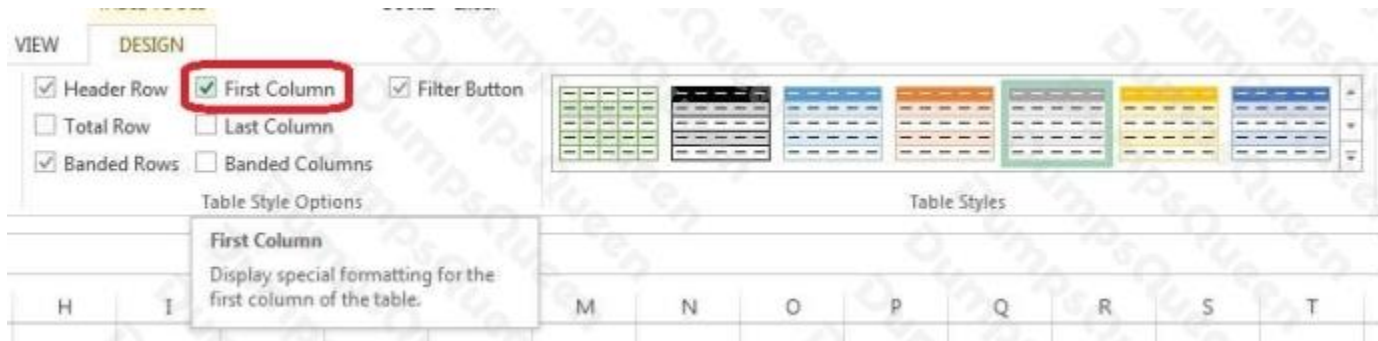 VIEW DESIGN
Header Row First Column Filter Button
Total Row Last Column
Banded Rows Banded Columns
Table Style Options Table Styles
First Column
Display special formatting for the
first column of the table.
H I M N O P Q R S T
DumpsQueen